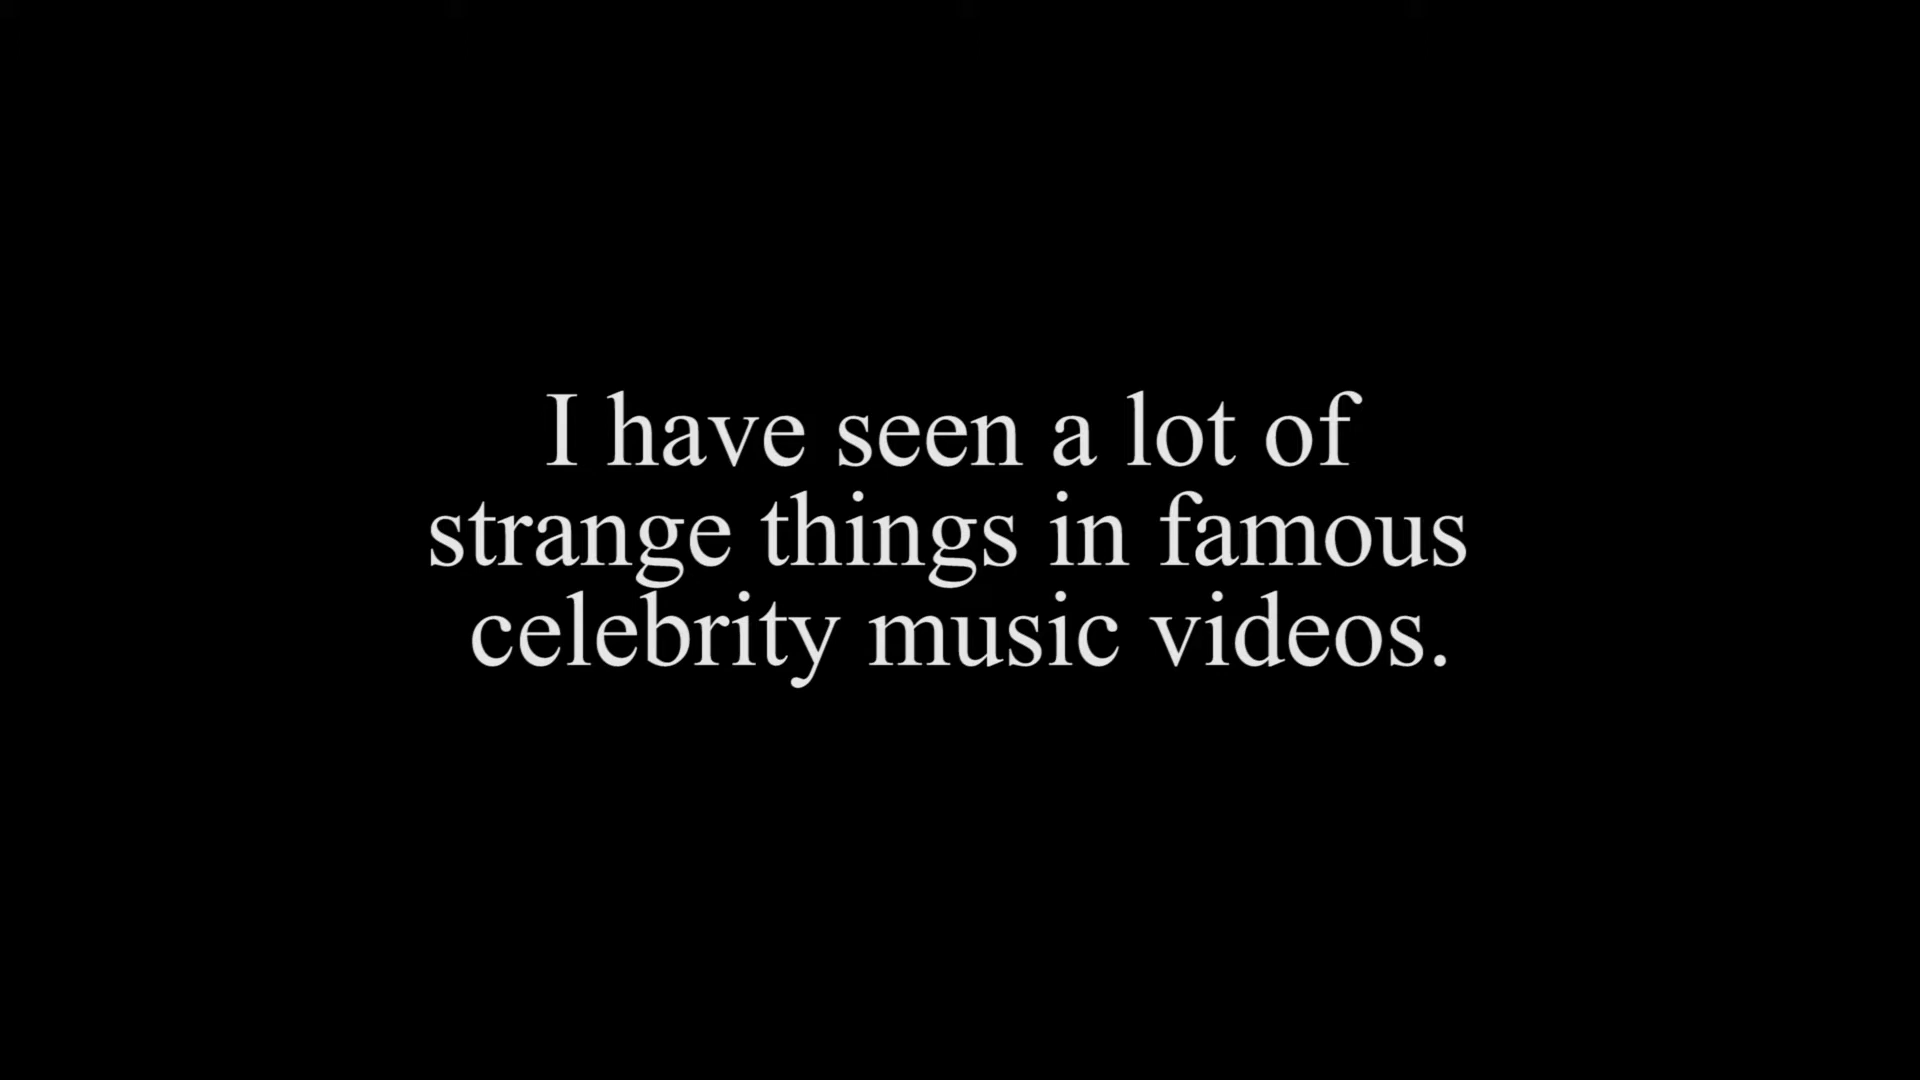 I have seen a lot of
strange things in famous
celebrity music videos.